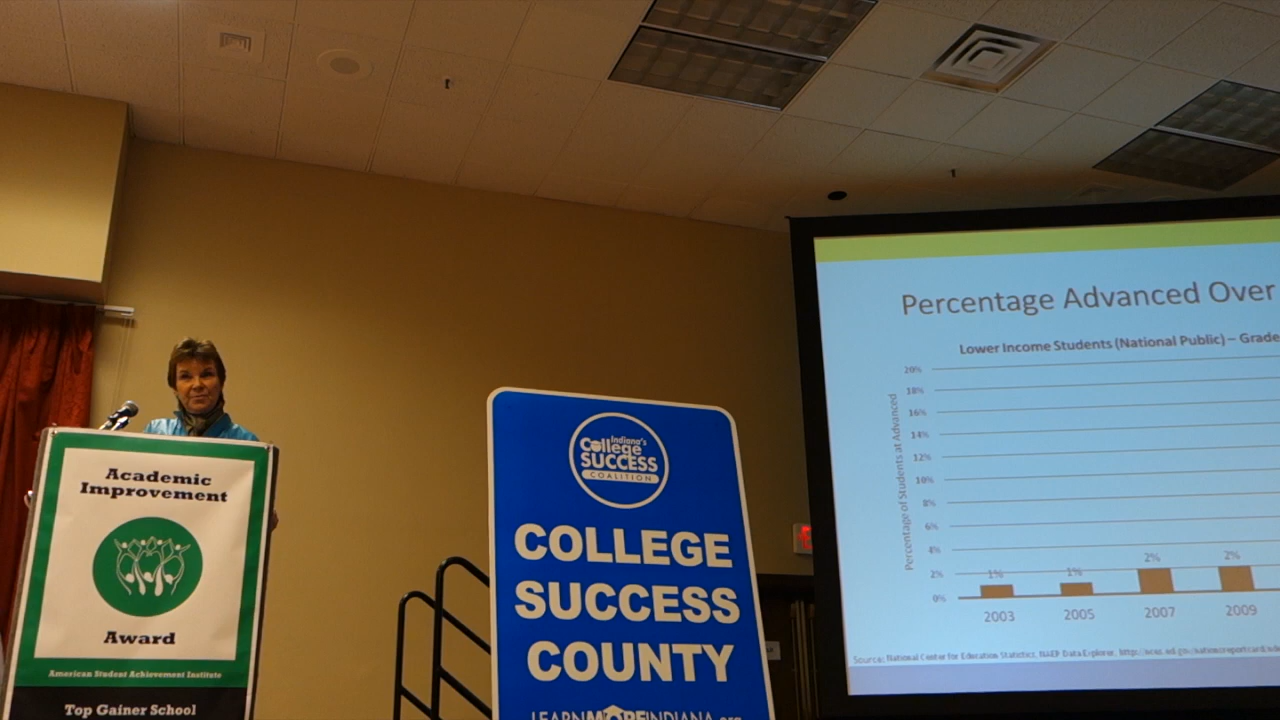 Academic
Improvement
Award
American Student Achievement Institute
Top Gainer School
Indiana's
College
SUCCESS
COALITION
COLLEGE
SUCCESS
COUNTY
LEARNMOREINDIANA.org
Percentage Advanced Over
Lower Income Students (National Public) – Grade
Percentage of Students at Advanced
20%
18%
16%
14%
12%
10%
8%
6%
4%
2%
0%
1%
1%
2%
2%
2003
2005
2007
2009
Source: National Center for Education Statistics, NAEP Data Explorer,